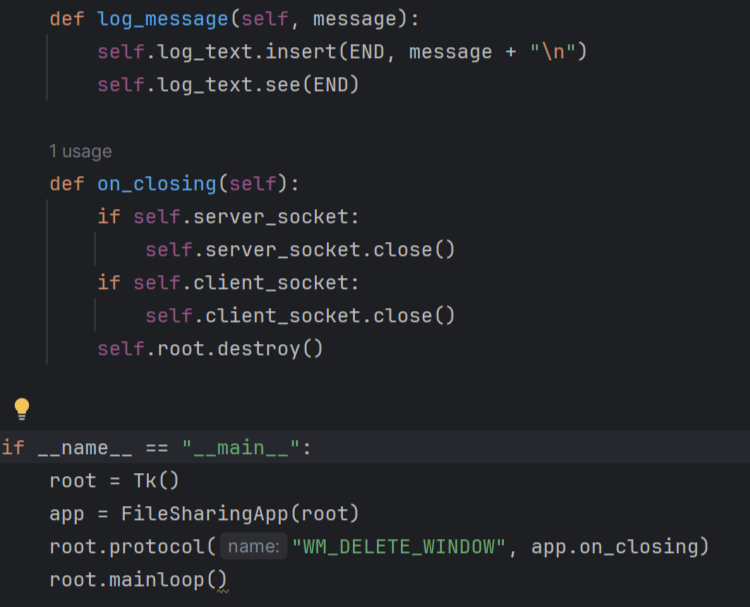 def log_message(self, message):
    self.log_text.insert(END, message + "\n")
    self.log_text.see(END)
1 usage
def on_closing(self):
    if self.server_socket:
        self.server_socket.close()
    if self.client_socket:
        self.client_socket.close()
    self.root.destroy()
if __name__ == "__main__":
    root = Tk()
    app = FileSharingApp(root)
    root.protocol( name: "WM_DELETE_WINDOW", app.on_closing)
    root.mainloop()